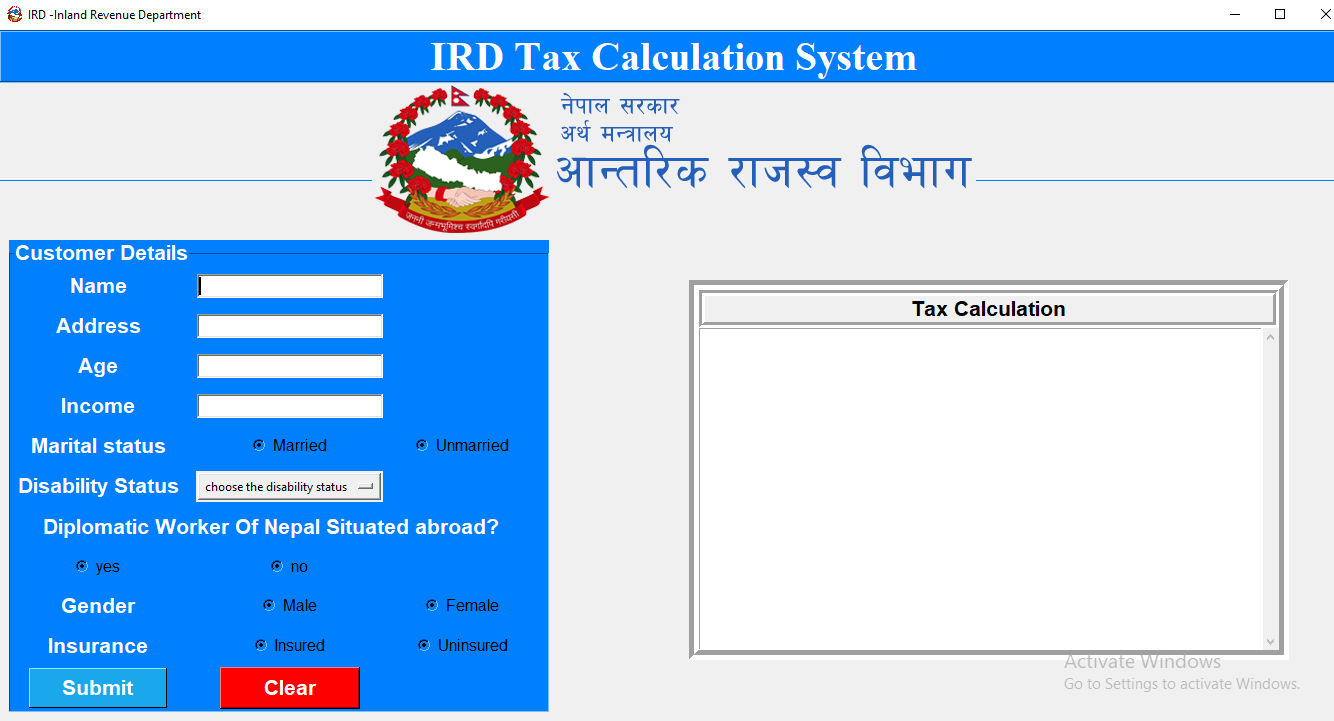 IRD -Inland Revenue Department
IRD Tax Calculation System
नेपाल सरकार
अर्थ मन्त्रालय
आन्तरिक राजस्व विभाग
जननी जन्मभूमिश्च स्वर्गादपि गरीयसी
Customer Details
Name
Address
Age
Income
Marital status Married Unmarried
Disability Status choose the disability status
Diplomatic Worker Of Nepal Situated abroad?
yes no
Gender Male Female
Insurance Insured Uninsured
Submit Clear
Tax Calculation
Activate Windows
Go to Settings to activate Windows.